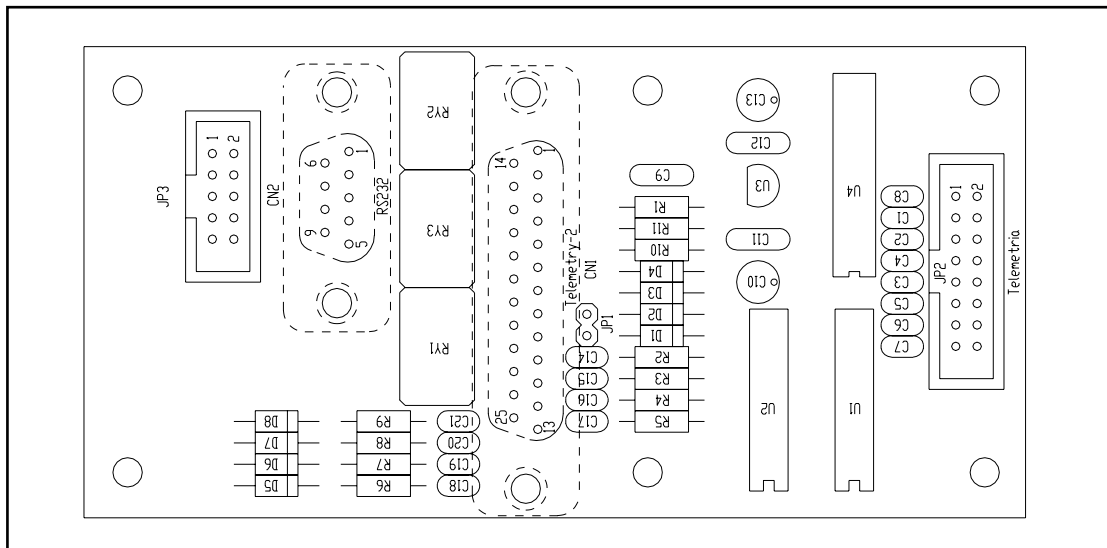 JP3
1
2
CN2
6
1
9
5
RS232
RY2
RY3
RY1
14
1
25
13
Telemetry-2
CN1
JP1
C9
R1
R11
R10
D4
D3
D2
D1
R2
R3
R4
R5
C14
C15
C16
C17
C13
C12
U3
C11
C10
U4
U2
U1
C8
C1
C2
C4
C3
C5
C6
C7
JP2
1
2
Telemetria
D8
D7
D6
D5
R9
R8
R7
R6
C21
C20
C19
C18